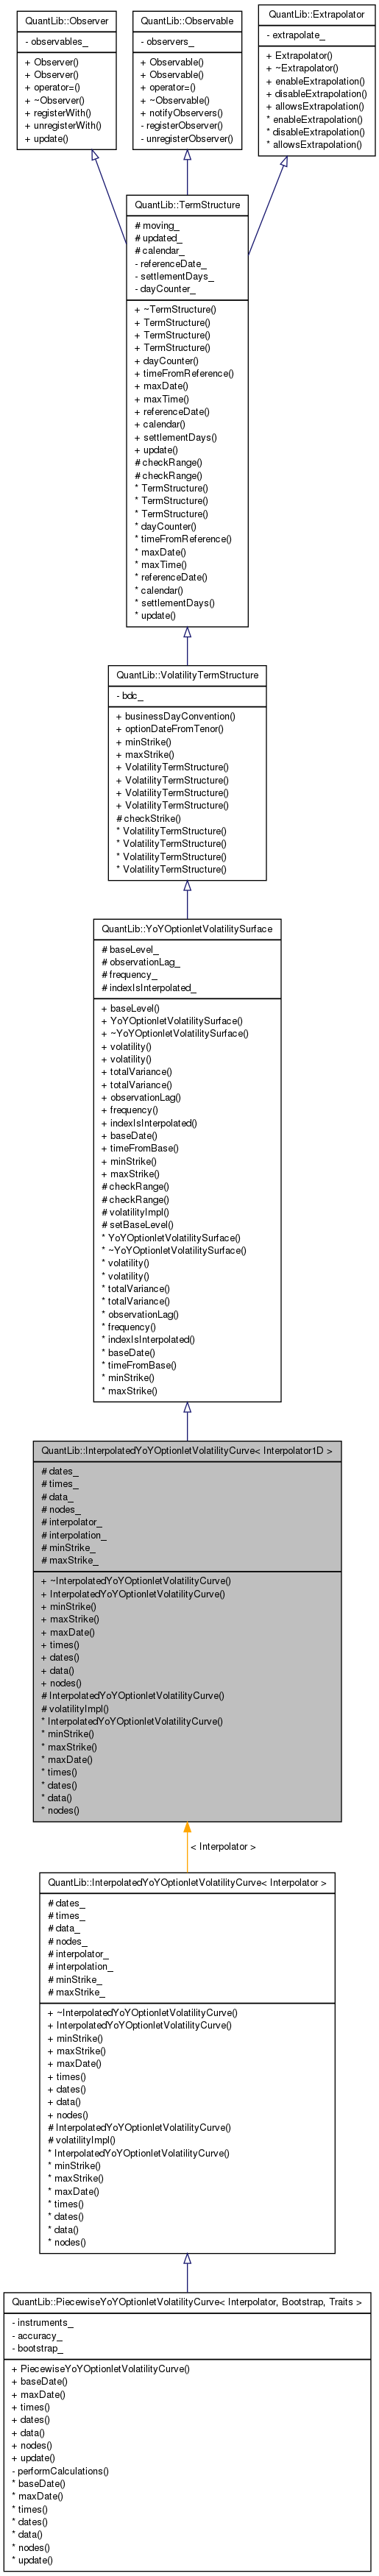 QuantLib::Observer
- observables_
+ Observer()
+ Observer()
+ operator=()
+ ~Observer()
+ registerWith()
+ unregisterWith()
+ update()
QuantLib::Observable
- observers_
+ Observable()
+ Observable()
+ operator=()
+ ~Observable()
+ notifyObservers()
- registerObserver()
- unregisterObserver()
QuantLib::Extrapolator
- extrapolate_
+ Extrapolator()
+ ~Extrapolator()
+ enableExtrapolation()
+ disableExtrapolation()
+ allowsExtrapolation()
* enableExtrapolation()
* disableExtrapolation()
* allowsExtrapolation()
QuantLib::TermStructure
# moving_
# updated_
# calendar_
- referenceDate_
- settlementDays_
- dayCounter_
+ ~TermStructure()
+ TermStructure()
+ TermStructure()
+ TermStructure()
+ dayCounter()
+ timeFromReference()
+ maxDate()
+ maxTime()
+ referenceDate()
+ calendar()
+ settlementDays()
+ update()
# checkRange()
# checkRange()
* TermStructure()
* TermStructure()
* TermStructure()
* dayCounter()
* timeFromReference()
* maxDate()
* maxTime()
* referenceDate()
* calendar()
* settlementDays()
* update()
QuantLib::VolatilityTermStructure
- bdc_
+ businessDayConvention()
+ optionDateFromTenor()
+ minStrike()
+ maxStrike()
+ VolatilityTermStructure()
+ VolatilityTermStructure()
+ VolatilityTermStructure()
+ VolatilityTermStructure()
# checkStrike()
* VolatilityTermStructure()
* VolatilityTermStructure()
* VolatilityTermStructure()
* VolatilityTermStructure()
QuantLib::YoYOptionletVolatilitySurface
# baseLevel_
# observationLag_
# frequency_
# indexIsInterpolated_
+ baseLevel()
+ YoYOptionletVolatilitySurface()
+ ~YoYOptionletVolatilitySurface()
+ volatility()
+ volatility()
+ totalVariance()
+ totalVariance()
+ observationLag()
+ frequency()
+ indexIsInterpolated()
+ baseDate()
+ timeFromBase()
+ minStrike()
+ maxStrike()
# checkRange()
# checkRange()
# volatilityImpl()
# setBaseLevel()
* YoYOptionletVolatilitySurface()
* ~YoYOptionletVolatilitySurface()
* volatility()
* volatility()
* totalVariance()
* totalVariance()
* observationLag()
* frequency()
* indexIsInterpolated()
* baseDate()
* timeFromBase()
* minStrike()
* maxStrike()
QuantLib::InterpolatedYoYOptionletVolatilityCurve< Interpolator1D >
# dates_
# times_
# data_
# nodes_
# interpolator_
# interpolation_
# minStrike_
# maxStrike_
+ ~InterpolatedYoYOptionletVolatilityCurve()
+ InterpolatedYoYOptionletVolatilityCurve()
+ minStrike()
+ maxStrike()
+ maxDate()
+ times()
+ dates()
+ data()
+ nodes()
# InterpolatedYoYOptionletVolatilityCurve()
# volatilityImpl()
* InterpolatedYoYOptionletVolatilityCurve()
* minStrike()
* maxStrike()
* maxDate()
* times()
* dates()
* data()
* nodes()
< Interpolator >
QuantLib::InterpolatedYoYOptionletVolatilityCurve< Interpolator >
# dates_
# times_
# data_
# nodes_
# interpolator_
# interpolation_
# minStrike_
# maxStrike_
+ ~InterpolatedYoYOptionletVolatilityCurve()
+ InterpolatedYoYOptionletVolatilityCurve()
+ minStrike()
+ maxStrike()
+ maxDate()
+ times()
+ dates()
+ data()
+ nodes()
# InterpolatedYoYOptionletVolatilityCurve()
# volatilityImpl()
* InterpolatedYoYOptionletVolatilityCurve()
* minStrike()
* maxStrike()
* maxDate()
* times()
* dates()
* data()
* nodes()
QuantLib::PiecewiseYoYOptionletVolatilityCurve< Interpolator, Bootstrap, Traits >
- instruments_
- accuracy_
- bootstrap_
+ PiecewiseYoYOptionletVolatilityCurve()
+ baseDate()
+ maxDate()
+ times()
+ dates()
+ data()
+ nodes()
+ update()
- performCalculations()
* baseDate()
* maxDate()
* times()
* dates()
* data()
* nodes()
* update()